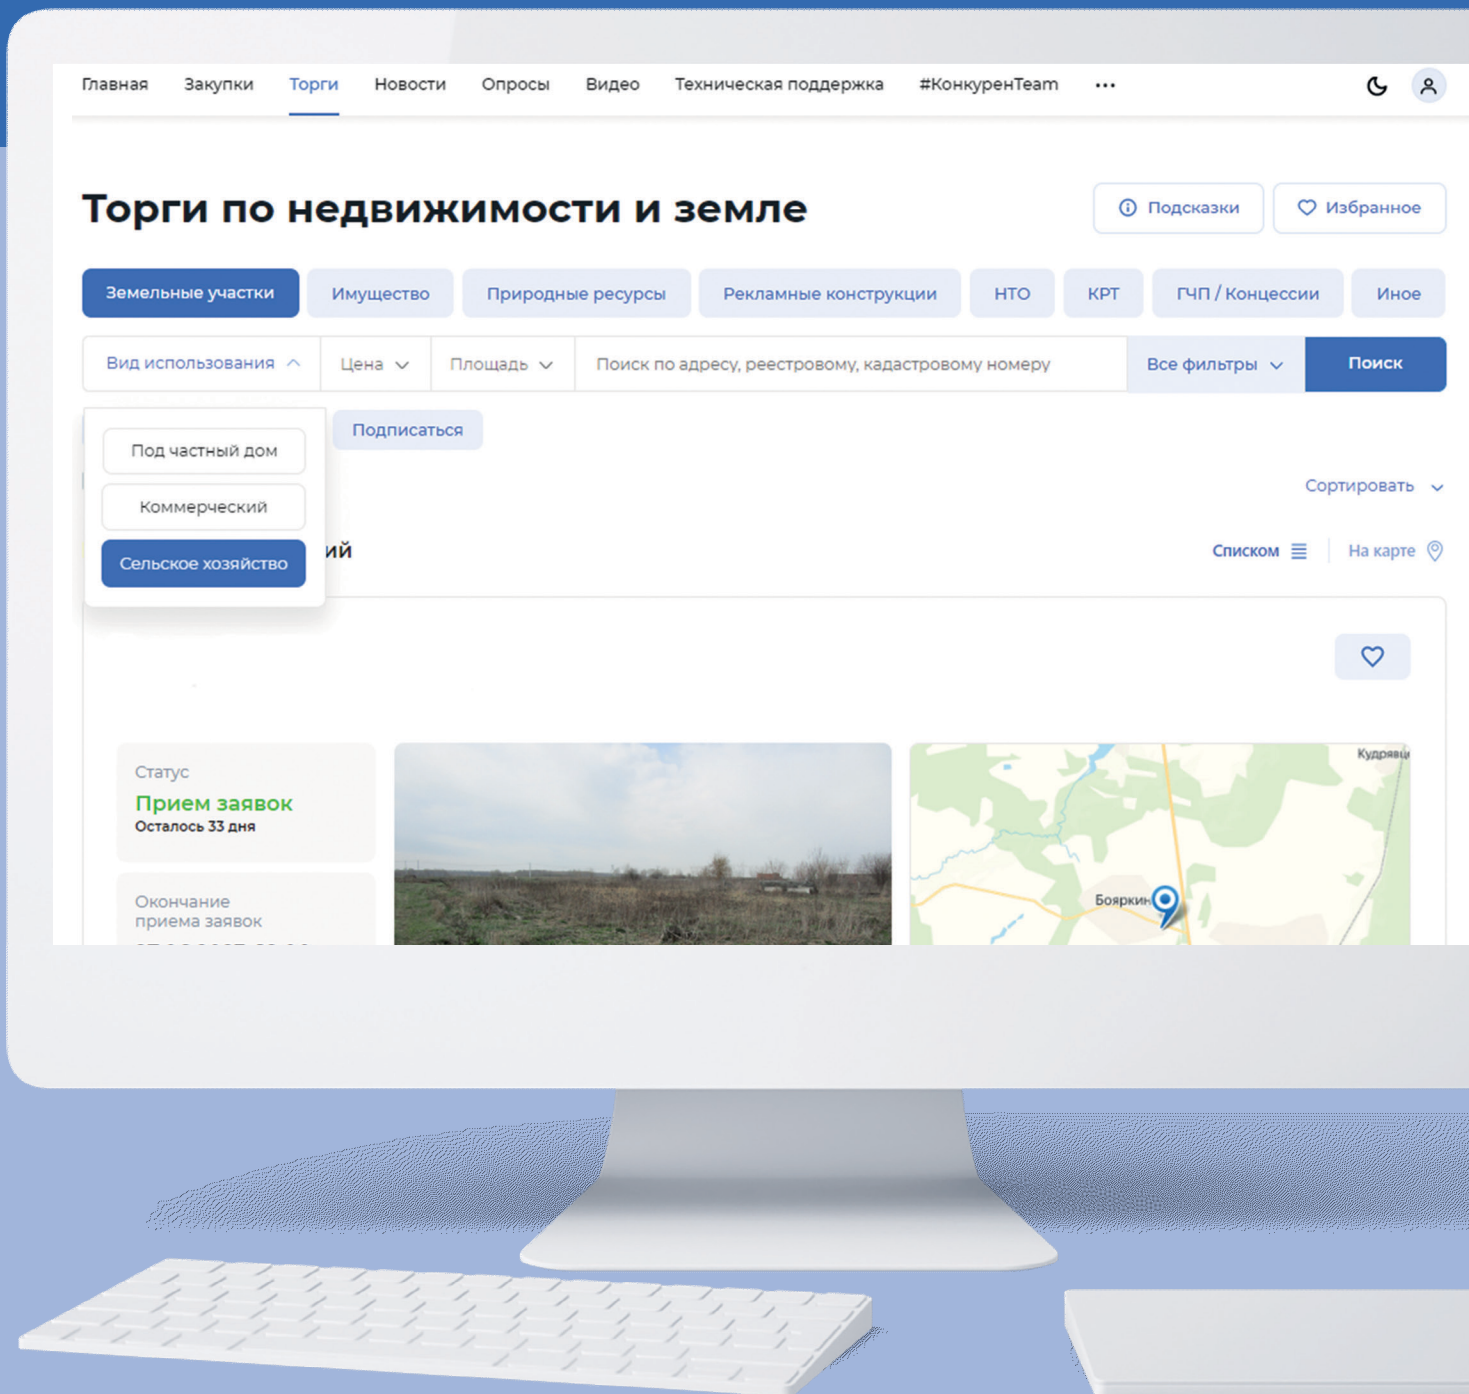 Главная Закупки Торги Новости Опросы Видео Техническая поддержка #КонкуренTeam ...
Торги по недвижимости и земле
Подсказки Избранное
Земельные участки Имущество Природные ресурсы Рекламные конструкции НТО КРТ ГЧП / Концессии Иное
Вид использования Цена Площадь Поиск по адресу, реестровому, кадастровому номеру Все фильтры Поиск
Подписаться
Под частный дом
Сортировать
Коммерческий
ий
Списком На карте
Сельское хозяйство
Статус
Прием заявок
Осталось 33 дня
Кудрявц
Окончание
приема заявок
Бояркин